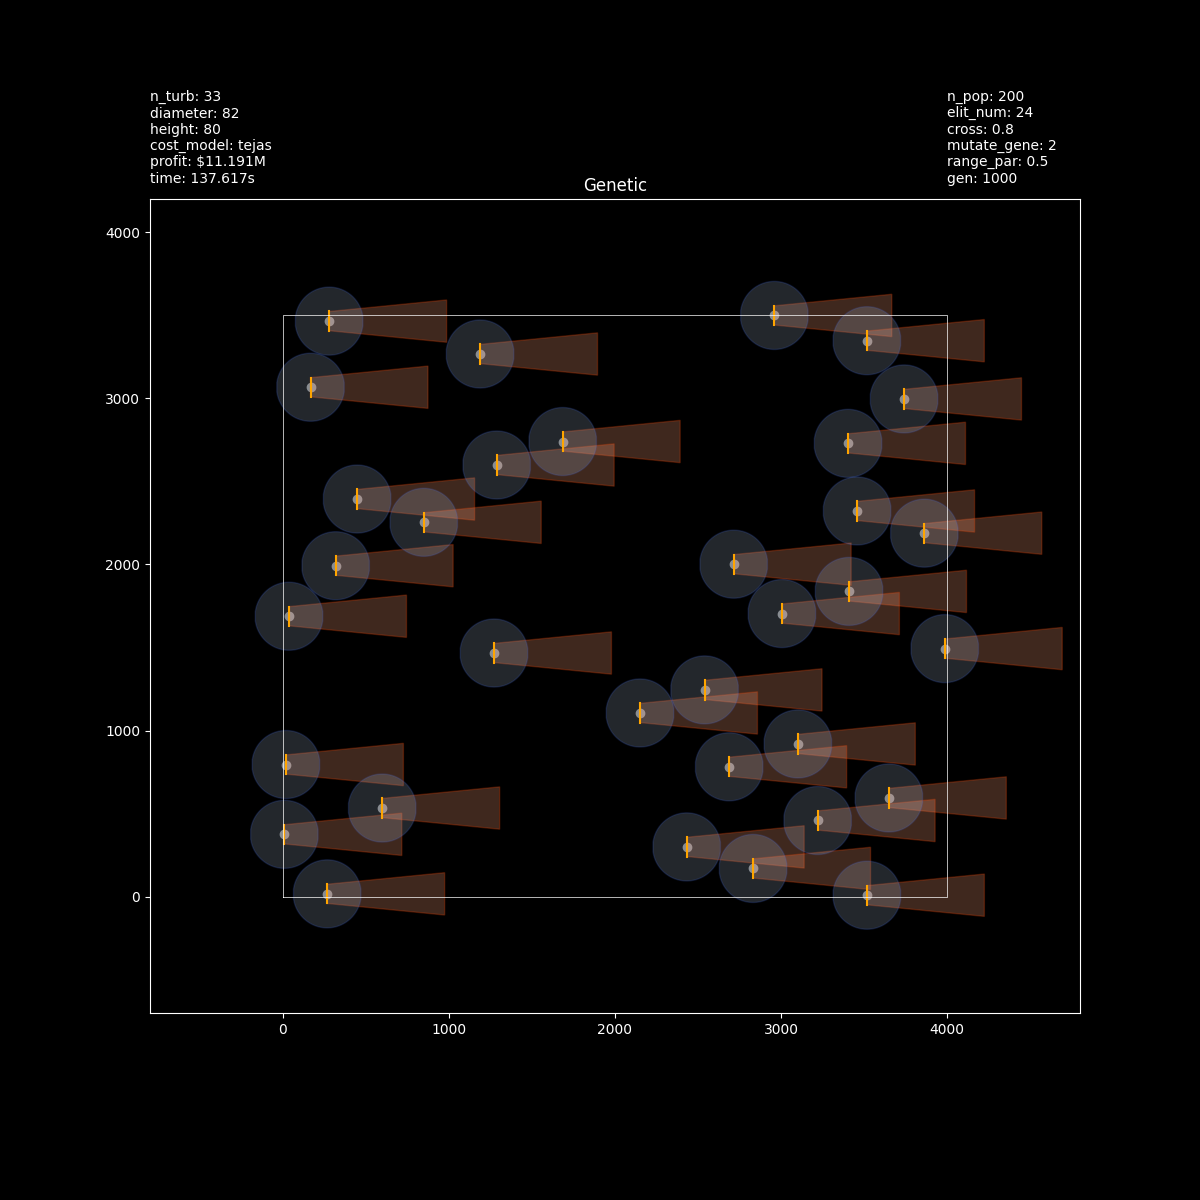 n_turb: 33
diameter: 82
height: 80
cost_model: tejas
profit: $11.191M
time: 137.617s
n_pop: 200
elit_num: 24
cross: 0.8
mutate_gene: 2
range_par: 0.5
gen: 1000
Genetic
4000
3000
2000
1000
0
0 1000 2000 3000 4000